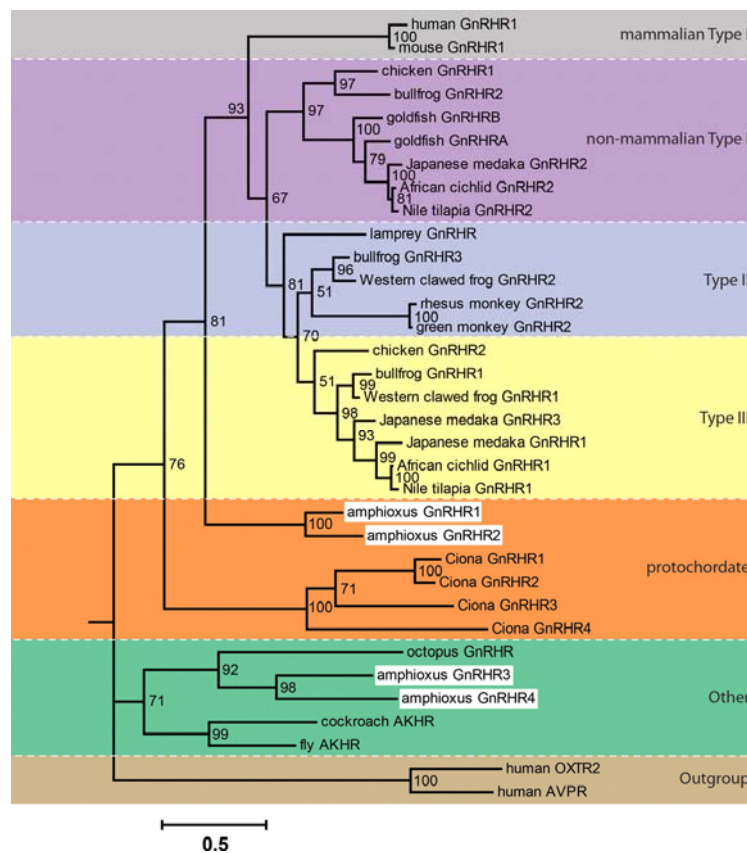 human GnRHR1
100
mouse GnRHR1
mammalian Type I
chicken GnRHR1
97
bullfrog GnRHR2
97
93
goldfish GnRHRB
100
goldfish GnRHRA
non-mammalian Type I
79
Japanese medaka GnRHR2
100
African cichlid GnRHR2
81
Nile tilapia GnRHR2
67
lamprey GnRHR
bullfrog GnRHR3
96
Western clawed frog GnRHR2
Type II
81
51
rhesus monkey GnRHR2
100
green monkey GnRHR2
81
70
chicken GnRHR2
51
bullfrog GnRHR1
99
Western clawed frog GnRHR1
98
Japanese medaka GnRHR3
Type III
93
Japanese medaka GnRHR1
99
African cichlid GnRHR1
100
Nile tilapia GnRHR1
76
amphioxus GnRHR1
100
amphioxus GnRHR2
Ciona GnRHR1
100
protochordate
Ciona GnRHR2
71
Ciona GnRHR3
100
Ciona GnRHR4
octopus GnRHR
92
amphioxus GnRHR3
98
amphioxus GnRHR4
Other
71
cockroach AKHR
99
fly AKHR
human OXTR2
100
Outgroup
human AVPR
0.5